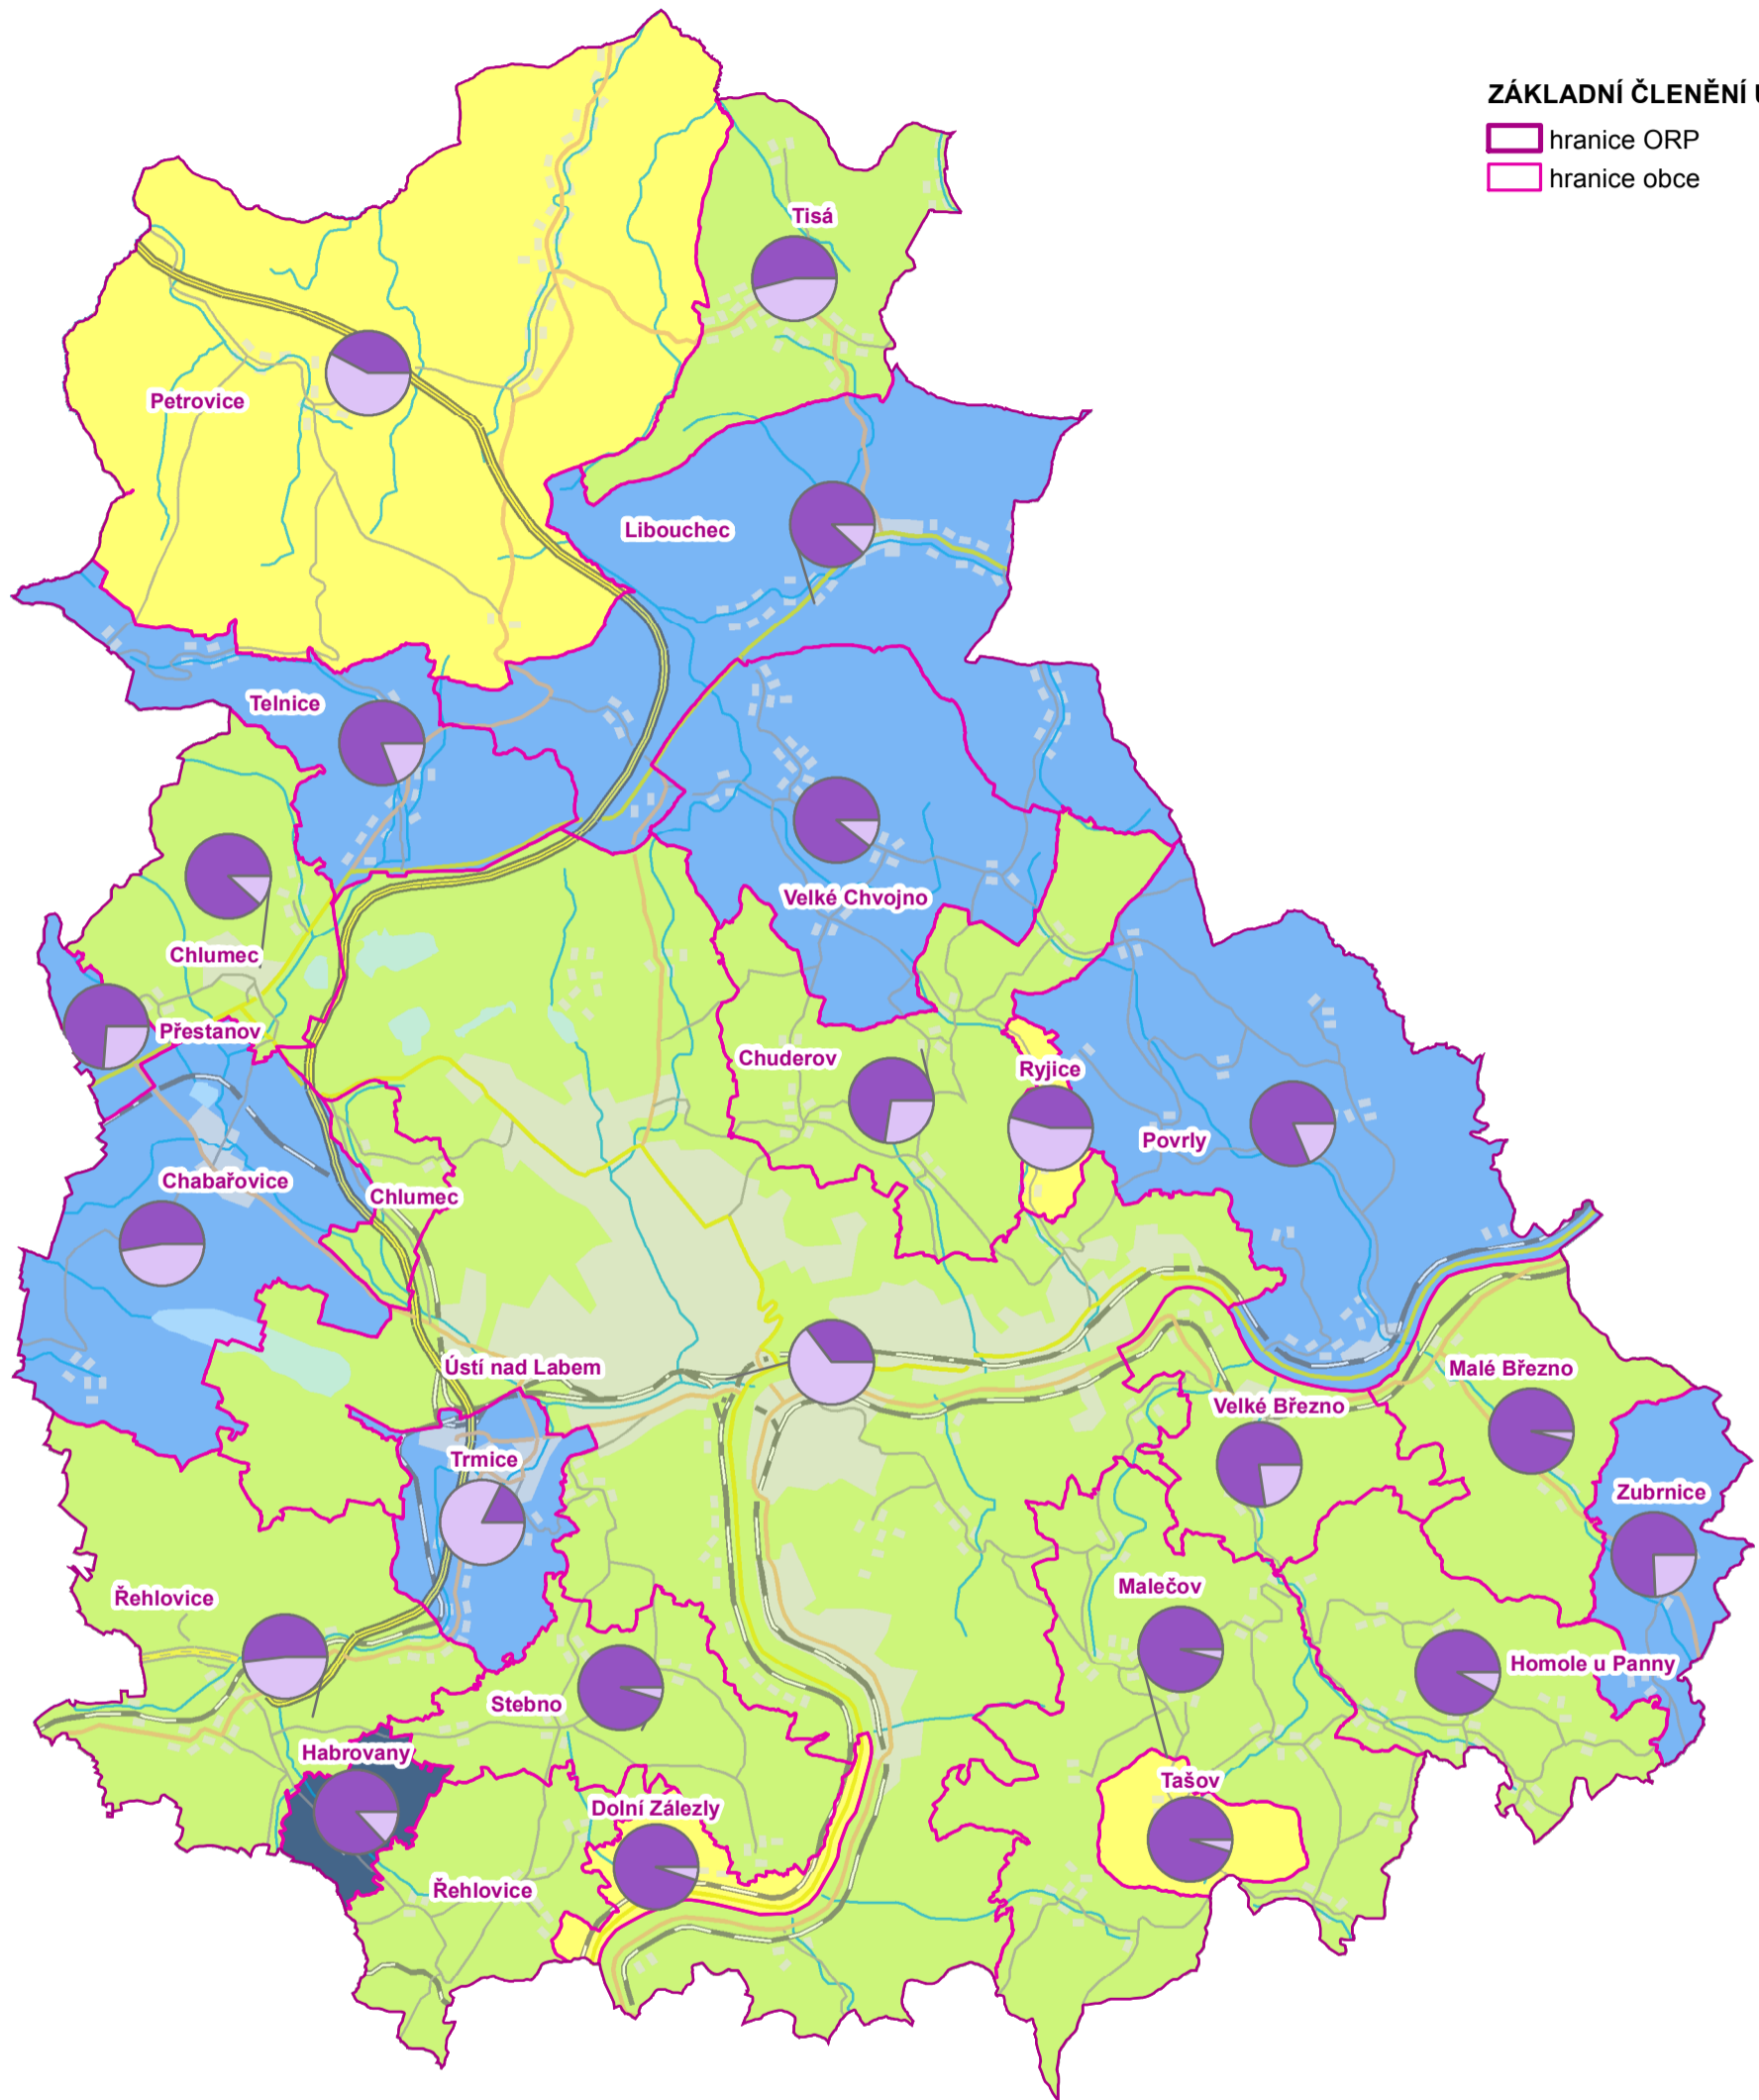 ZÁKLADNÍ ČLENĚNÍ
hranice ORP
hranice obce
Tisá
Petrovice
Libouchec
Telnice
Velké Chvojno
Chlumec
Přestanov
Chuderov
Ryjice
Povrly
Chabařovice
Chlumec
Ústí nad Labem
Malé Březno
Velké Březno
Trmice
Zubrnice
Malečov
Řehlovice
Homole u Panny
Stebno
Habrovany
Tašov
Dolní Zálezly
Řehlovice